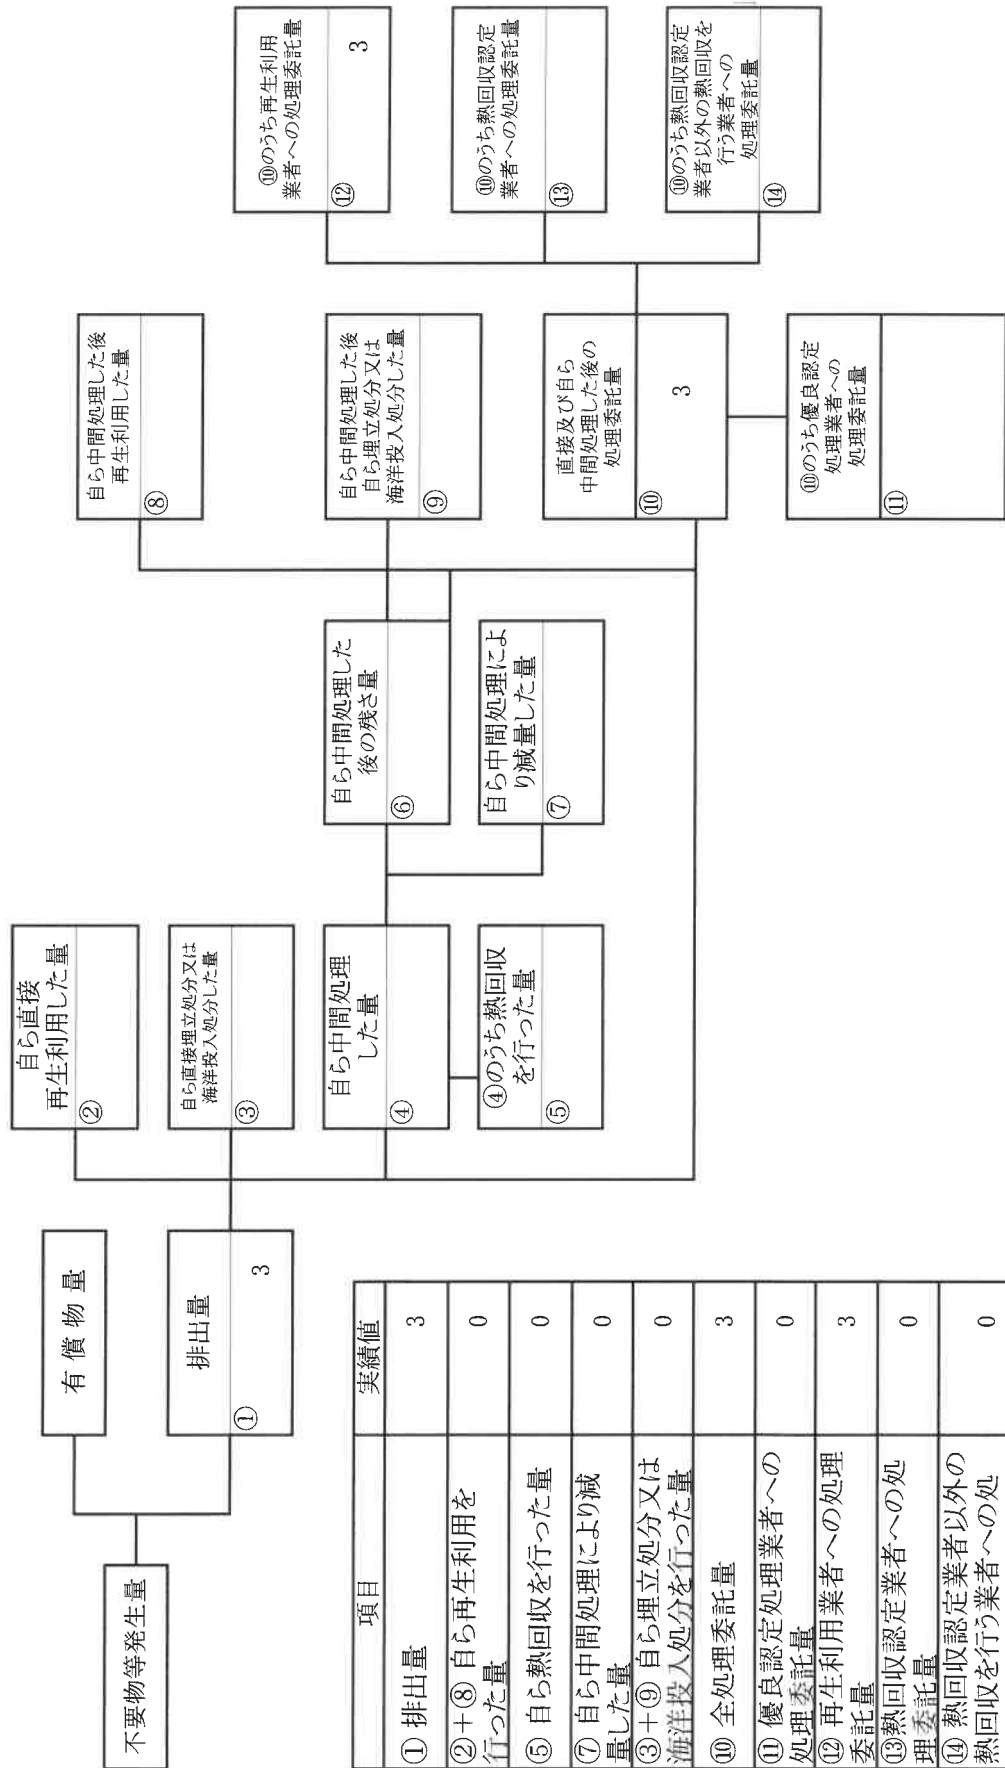 不要物等発生量
有償物量
排出量
①
3
自ら直接
再生利用した量
②
自ら直接埋立処分又は
海洋投入処分した量
③
自ら中間処理
した量
④
④のうち熱回収
を行った量
⑤
自ら中間処理した
後の残さ量
⑥
自ら中間処理によ
り減量した量
⑦
自ら中間処理した後
再生利用した量
⑧
自ら中間処理した後
自ら埋立処分又は
海洋投入処分した量
⑨
直接及び自ら
中間処理した後の
処理委託量
⑩
3
⑩のうち優良認定
処理業者への
処理委託量
⑪
⑩のうち再生利用
業者への処理委託量
⑫
3
⑩のうち熱回収認定
業者への処理委託量
⑬
⑩のうち熱回収認定
業者以外の熱回収を
行う業者への
処理委託量
⑭
項目 実績値
① 排出量 3
②+⑧ 自ら再生利用を
行った量 0
⑤ 自ら熱回収を行った量 0
⑦ 自ら中間処理により減
量した量 0
③+⑨ 自ら埋立処分又は
海洋投入処分を行った量 0
⑩ 全処理委託量 3
⑪ 優良認定処理業者への
処理委託量 0
⑫ 再生利用業者への処理
委託量 3
⑬熱回収認定業者への処
理委託量 0
⑭ 熱回収認定業者以外の
熱回収を行う業者への処 0